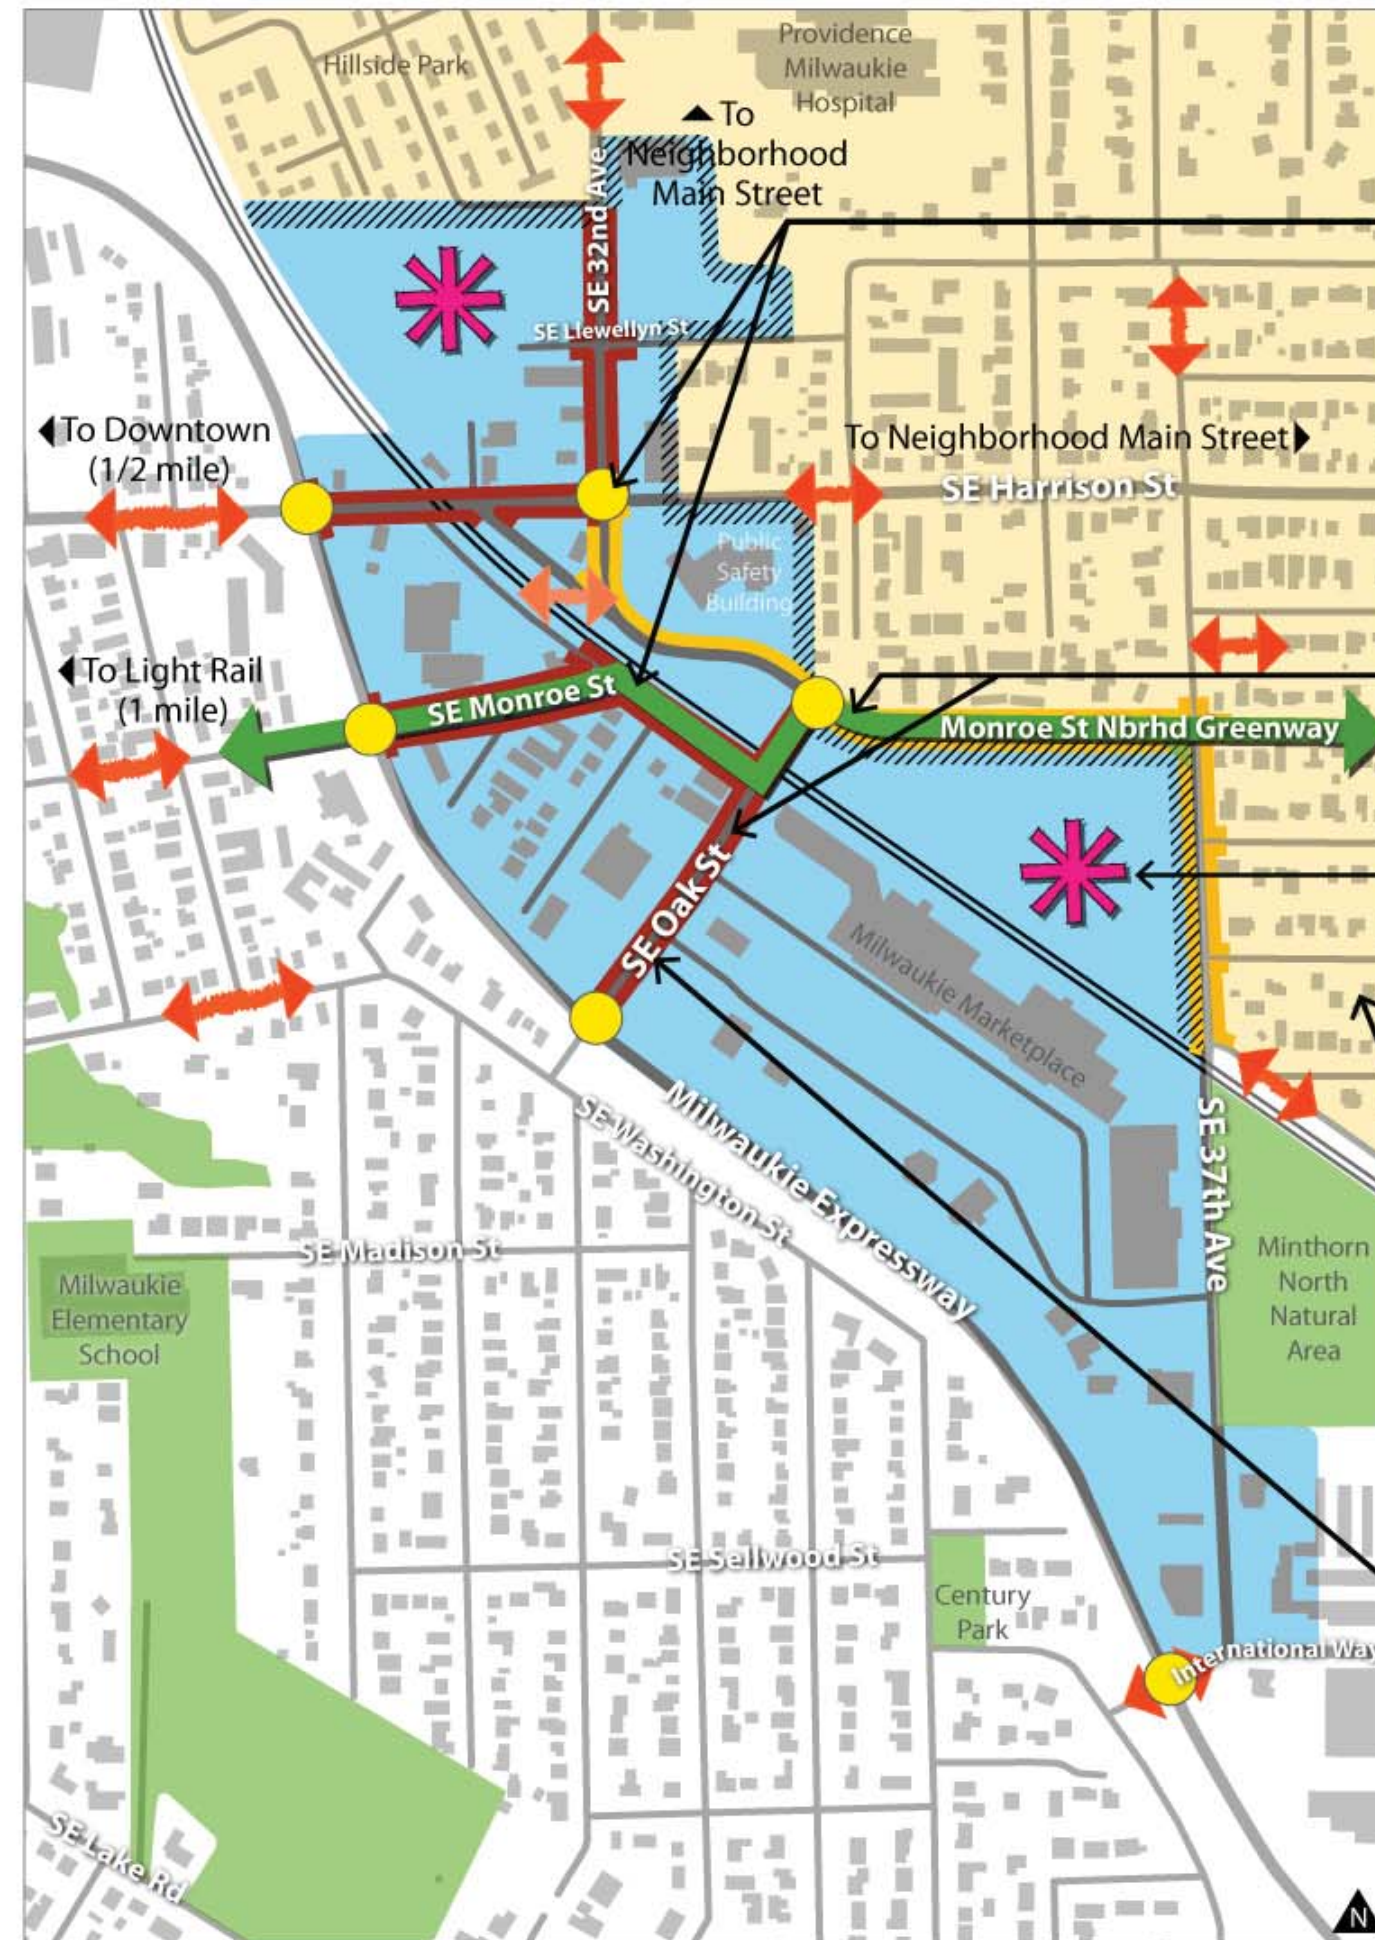 Hillside Park
Providence
Milwaukie
Hospital
▲ To
Neighborhood
Main Street
SE 32nd Ave
SE Llewellyn St
◀ To Downtown
(1/2 mile)
To Neighborhood Main Street ▶
SE Harrison St
Public
Safety
Building
◀ To Light Rail
(1 mile)
SE Monroe St
Monroe St Nbrhd Greenway
SE Oak St
Milwaukie Marketplace
Milwaukie Expressway
SE Washington St
SE 37th Ave
SE Madison St
Minthorn
North
Natural
Area
Milwaukie
Elementary
School
SE Sellwood St
Century
Park
International Way
SE Lake Rd
N